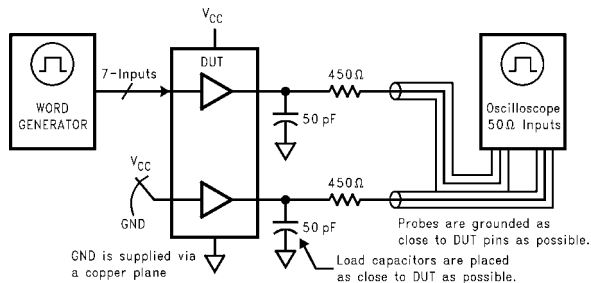 VCC
DUT
7-Inputs
WORD
GENERATOR
450Ω
50 pF
Oscilloscope
50Ω Inputs
VCC
GND
450Ω
50 pF
GND is supplied via
a copper plane
Load capacitors are placed
as close to DUT as possible.
Probes are grounded as
close to DUT pins as possible.